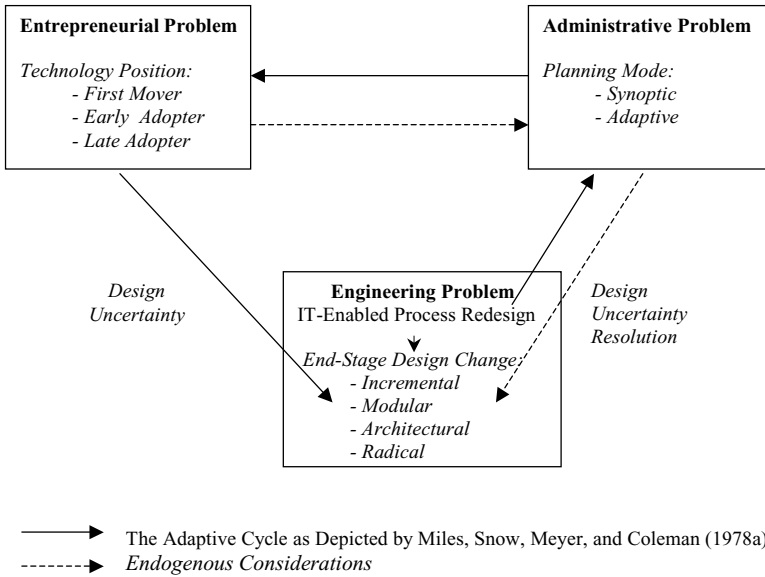 Entrepreneurial Problem
Technology Position:
- First Mover
- Early Adopter
- Late Adopter
Administrative Problem
Planning Mode:
- Synoptic
- Adaptive
Design
Uncertainty
Engineering Problem
IT-Enabled Process Redesign
End-Stage Design Change:
- Incremental
- Modular
- Architectural
- Radical
Design
Uncertainty
Resolution
The Adaptive Cycle as Depicted by Miles, Snow, Meyer, and Coleman (1978a)
Endogenous Considerations